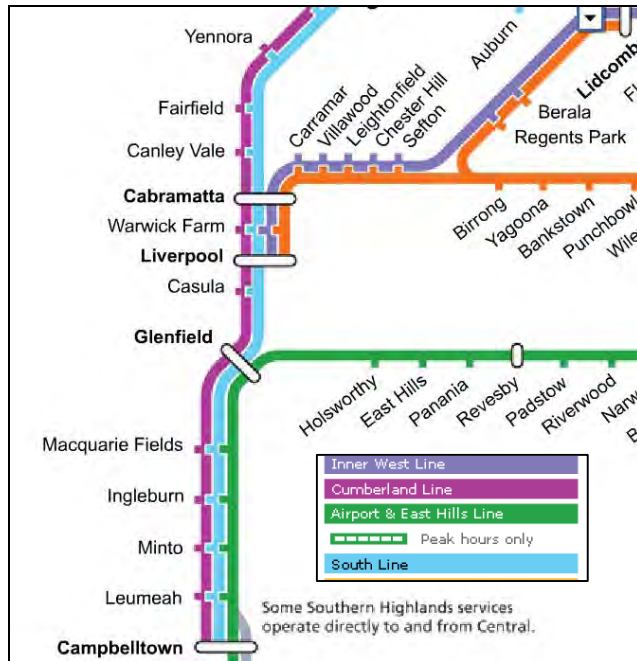 Yennora
Auburn
Lidcomb
Fairfield
Carramar
Villawood
Leightonfield
Chester Hill
Sefton
Berala
Regents Park
Canley Vale
Cabramatta
Warwick Farm
Birrong
Yagoona
Bankstown
Punchbowl
Wile
Liverpool
Casula
Glenfield
Holsworthy
East Hills
Panania
Revesby
Padstow
Riverwood
Narw
Macquarie Fields
Inner West Line
Cumberland Line
Ingleburn
Airport & East Hills Line
Peak hours only
Minto
South Line
Leumeah
Some Southern Highlands services
operate directly to and from Central.
Campbelltown